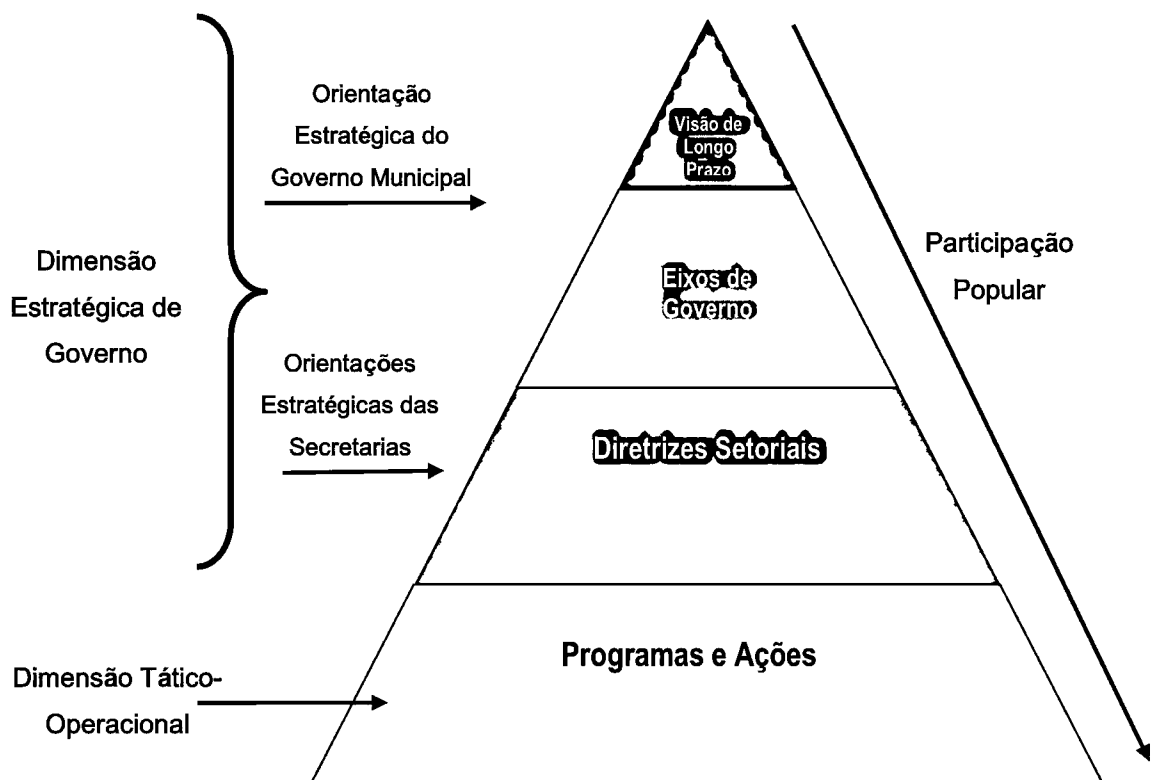 Orientação
Estratégica do
Governo Municipal
Visão de
Longo
Prazo
Dimensão
Estratégica de
Governo
Eixos de
Governo
Participação
Popular
Orientações
Estratégicas das
Secretarias
Diretrizes Setoriais
Programas e Ações
Dimensão Tático-
Operacional